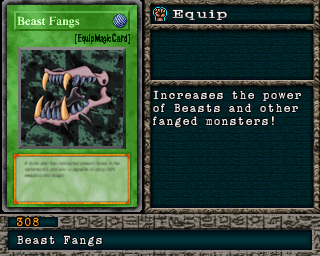 Beast Fangs
[EquipMagicCard]
Equip
Increases the power
of Beasts and other
fanged monsters!
308
Beast Fangs